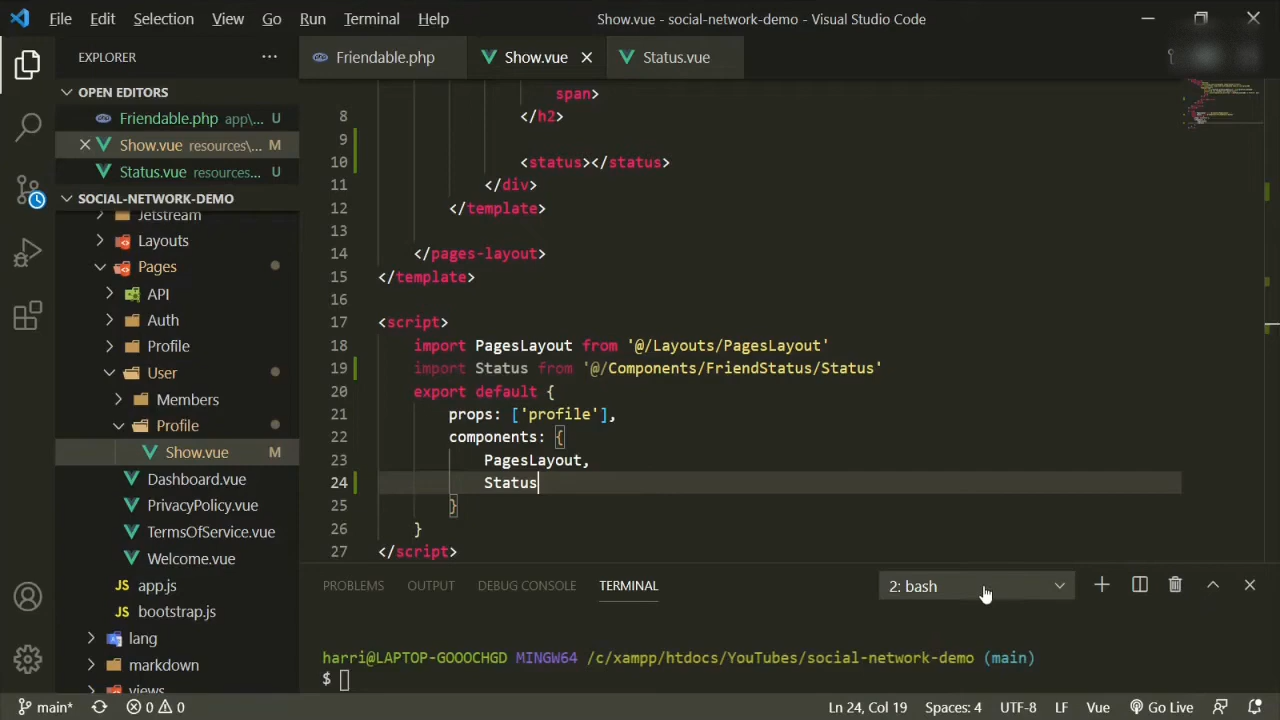 File Edit Selection View Go Run Terminal Help Show.vue - social-network-demo - Visual Studio Code
EXPLORER
Friendable.php Show.vue Status.vue
OPEN EDITORS
Friendable.php app\... U
Show.vue resources\... M
Status.vue resources... U
SOCIAL-NETWORK-DEMO
Jetstream
Layouts
Pages
API
Auth
Profile
User
Members
Profile
Show.vue M
Dashboard.vue
PrivacyPolicy.vue
TermsOfService.vue
Welcome.vue
app.js
bootstrap.js
lang
markdown
views
span>
8 </h2>
9
10 <status></status>
11 </div>
12 </template>
13
14 </pages-layout>
15 </template>
16
17 <script>
18 import PagesLayout from '@/Layouts/PagesLayout'
19 import Status from '@/Components/FriendStatus/Status'
20 export default {
21 props: ['profile'],
22 components: {
23 PagesLayout,
24 Status
25 }
26 }
27 </script>
PROBLEMS OUTPUT DEBUG CONSOLE TERMINAL 2: bash
harri@LAPTOP-GOOOCHGD MINGW64 /c/xampp/htdocs/YouTubes/social-network-demo (main)
$
main* 0 0 Ln 24, Col 19 Spaces: 4 UTF-8 LF Vue Go Live